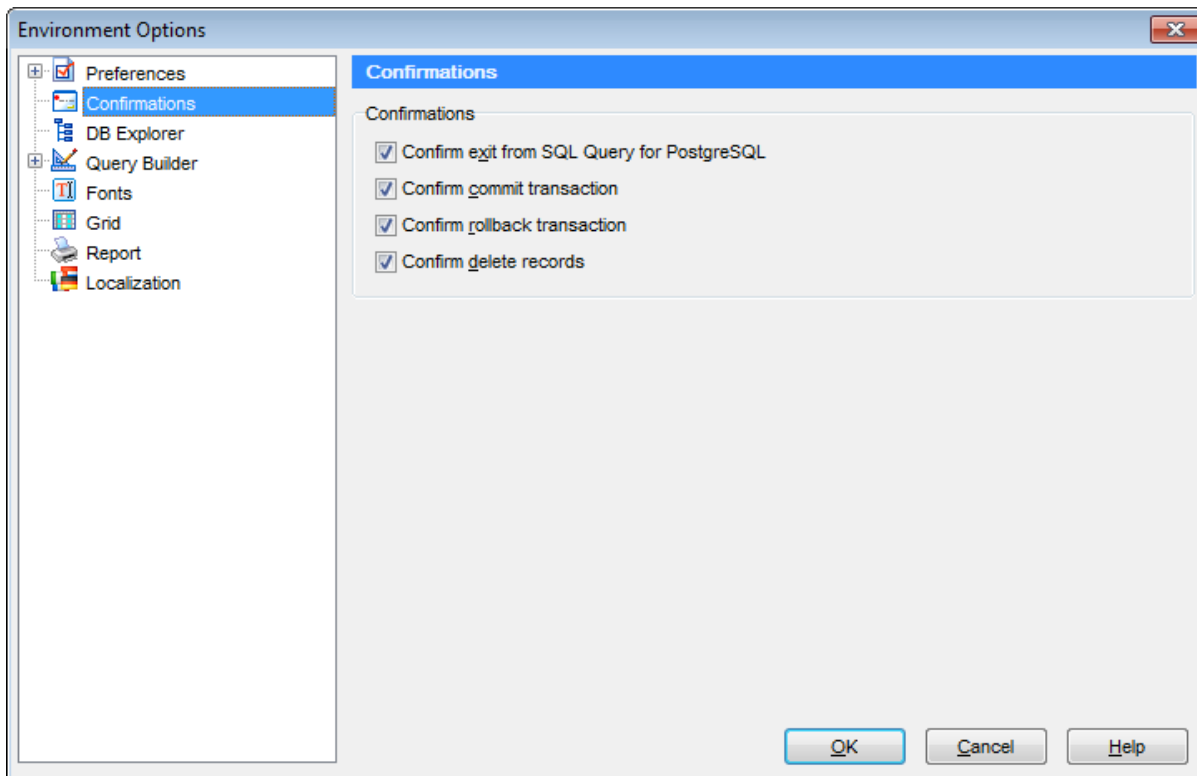 Environment Options
Preferences
Confirmations
DB Explorer
Query Builder
Fonts
Grid
Report
Localization
Confirmations
Confirmations
Confirm exit from SQL Query for PostgreSQL
Confirm commit transaction
Confirm rollback transaction
Confirm delete records
OK Cancel Help